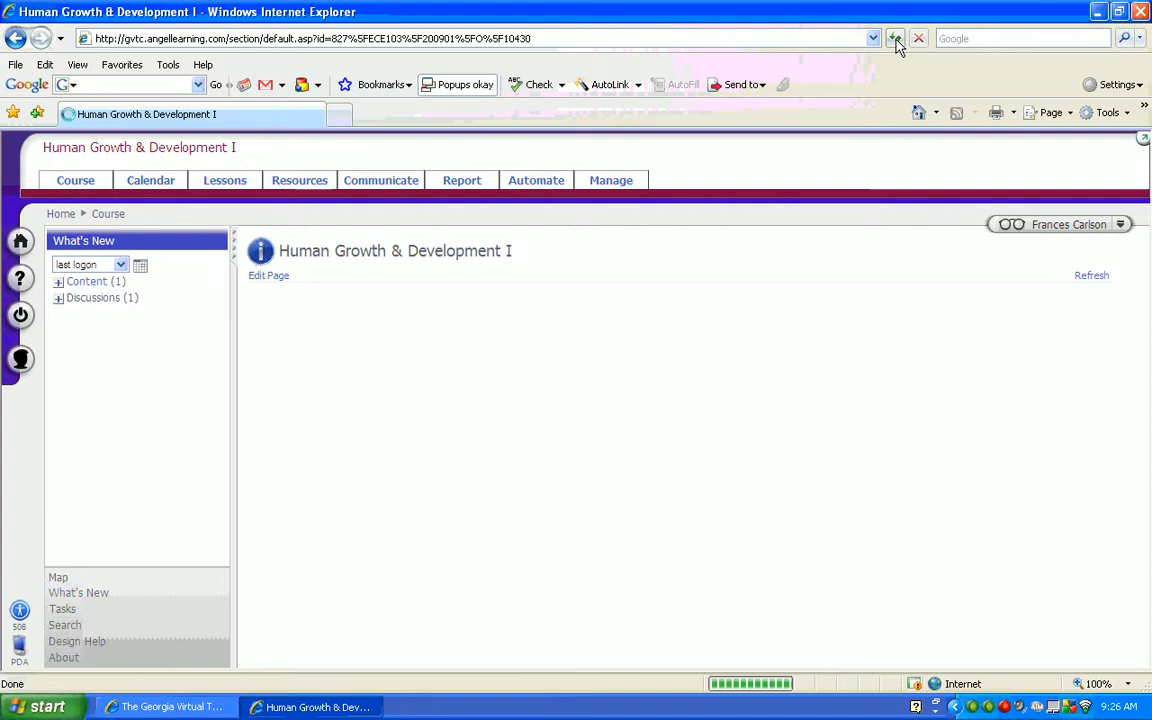 Human Growth & Development I - Windows Internet Explorer
http://gvtc.angellearning.com/section/default.asp?id=827%5FECE103%5F200901%5FO%5F10430
Google
File Edit View Favorites Tools Help
Google G Go Bookmarks Popups okay Check AutoLink AutoFill Send to Settings
Human Growth & Development I Page Tools
Human Growth & Development I
Course Calendar Lessons Resources Communicate Report Automate Manage
Home Course
Frances Carlson
What's New
last logon
Content (1)
Discussions (1)
Human Growth & Development I
Edit Page Refresh
Map
What's New
Tasks
Search
Design Help
About
508
PDA
Done Internet 100%
start The Georgia Virtual T... Human Growth & Dev... 9:26 AM